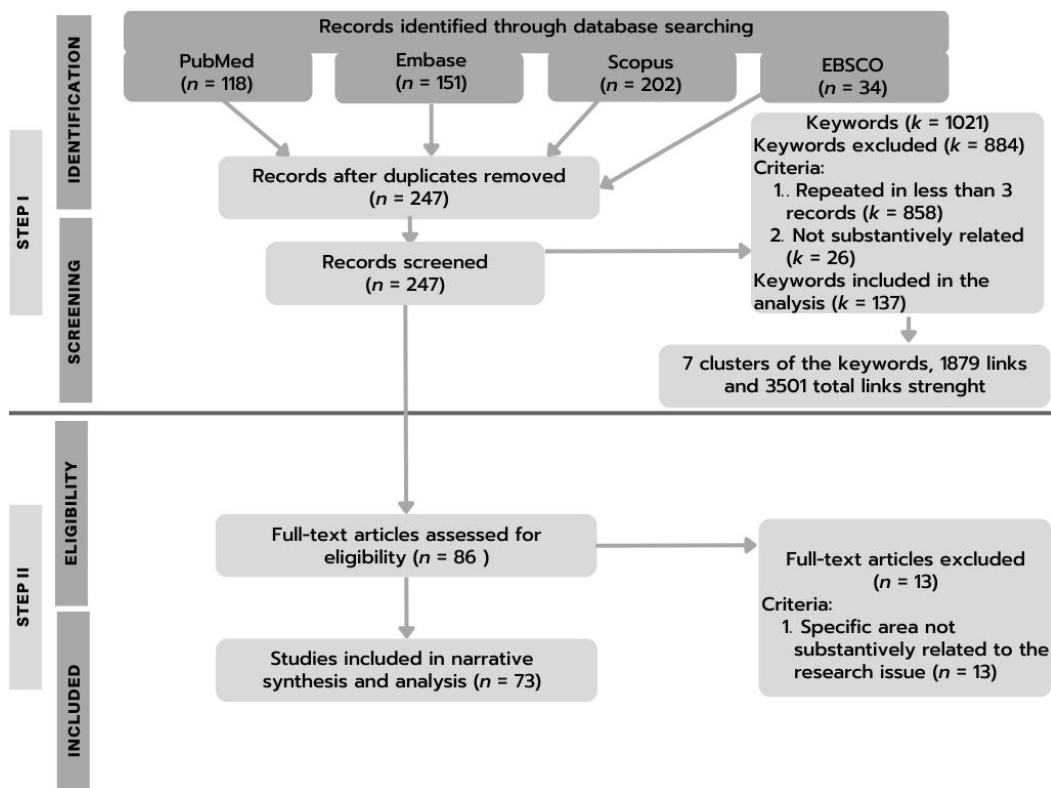 Records identified through database searching
PubMed
(n = 118)
Embase
(n = 151)
Scopus
(n = 202)
EBSCO
(n = 34)
IDENTIFICATION
STEP I
Records after duplicates removed
(n = 247)
Keywords (k = 1021)
Keywords excluded (k = 884)
Criteria:
1.. Repeated in less than 3
records (k = 858)
2. Not substantively related
(k = 26)
Keywords included in the
analysis (k = 137)
SCREENING
Records screened
(n = 247)
7 clusters of the keywords, 1879 links
and 3501 total links strenght
STEP II
ELIGIBILITY
Full-text articles assessed for
eligibility (n = 86 )
Full-text articles excluded
(n = 13)
Criteria:
1. Specific area not
substantively related to the
research issue (n = 13)
INCLUDED
Studies included in narrative
synthesis and analysis (n = 73)